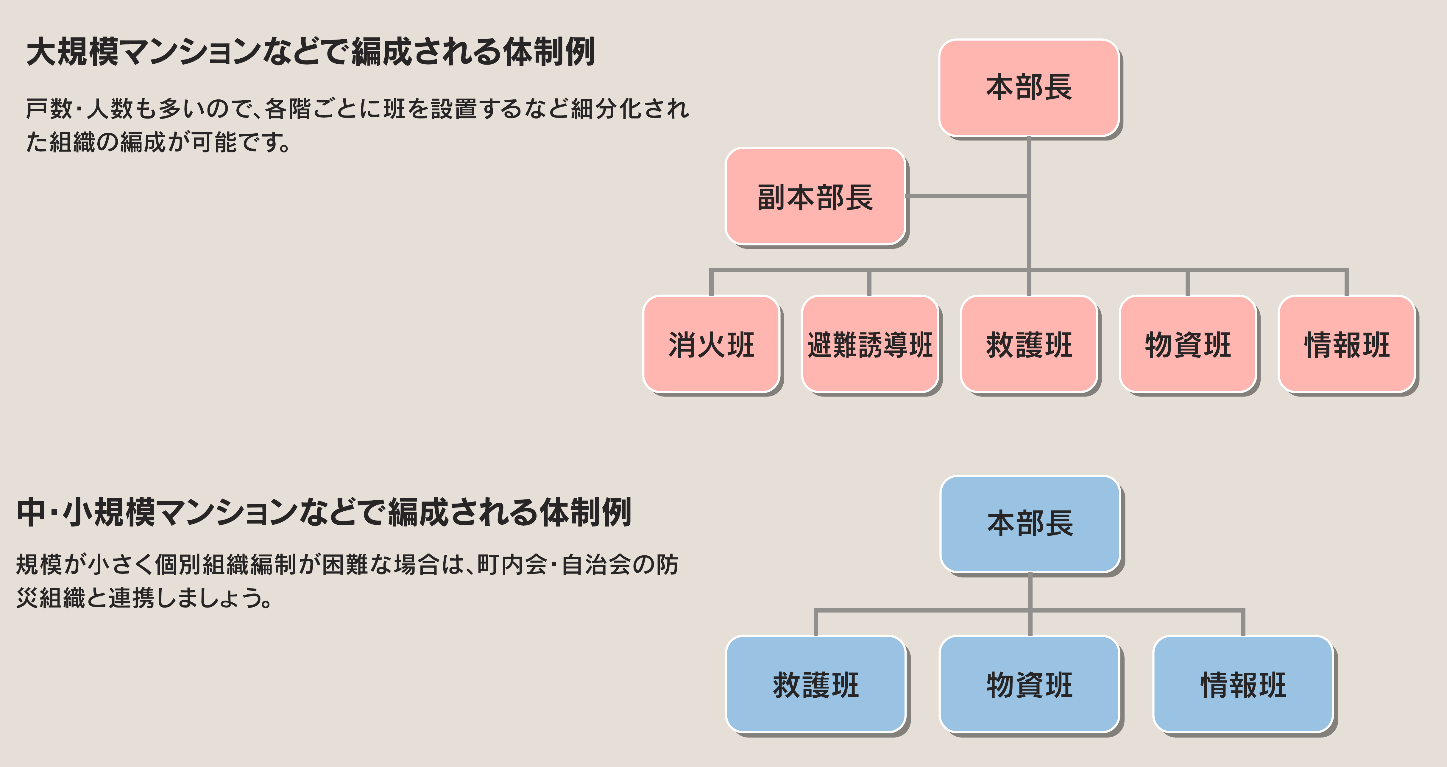 大規模マンションなどで編成される体制例
戸数・人数も多いので、各階ごとに班を設置するなど細分化され
た組織の編成が可能です。
本部長
副本部長
消火班
避難誘導班
救護班
物資班
情報班
中・小規模マンションなどで編成される体制例
規模が小さく個別組織編制が困難な場合は、町内会・自治会の防
災組織と連携しましょう。
本部長
救護班
物資班
情報班